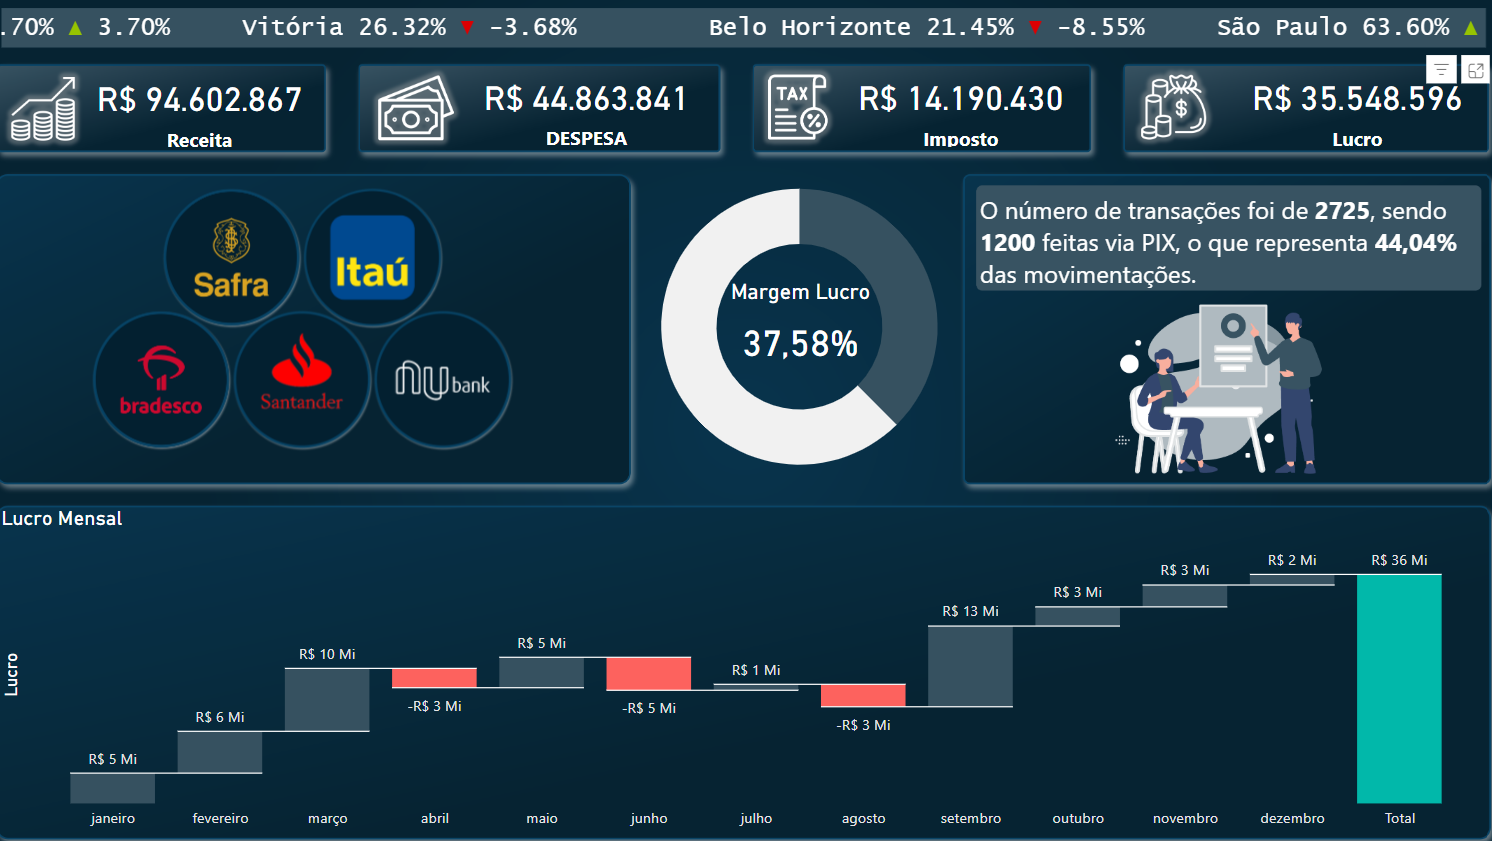 .70% ▲ 3.70% Vitória 26.32% ▼ -3.68% Belo Horizonte 21.45% ▼ -8.55% São Paulo 63.60% ▲
R$ 94.602.867
Receita
R$ 44.863.841
DESPESA
TAX
%
R$ 14.190.430
Imposto
$
R$ 35.548.596
Lucro
Safra
Itaú
bradesco
Santander
nu bank
Margem Lucro
37,58%
O número de transações foi de 2725, sendo
1200 feitas via PIX, o que representa 44,04%
das movimentações.
Lucro Mensal
Lucro
R$ 5 Mi
R$ 6 Mi
R$ 10 Mi
-R$ 3 Mi
R$ 5 Mi
-R$ 5 Mi
R$ 1 Mi
-R$ 3 Mi
R$ 13 Mi
R$ 3 Mi
R$ 3 Mi
R$ 2 Mi
R$ 36 Mi
janeiro fevereiro março abril maio junho julho agosto setembro outubro novembro dezembro Total